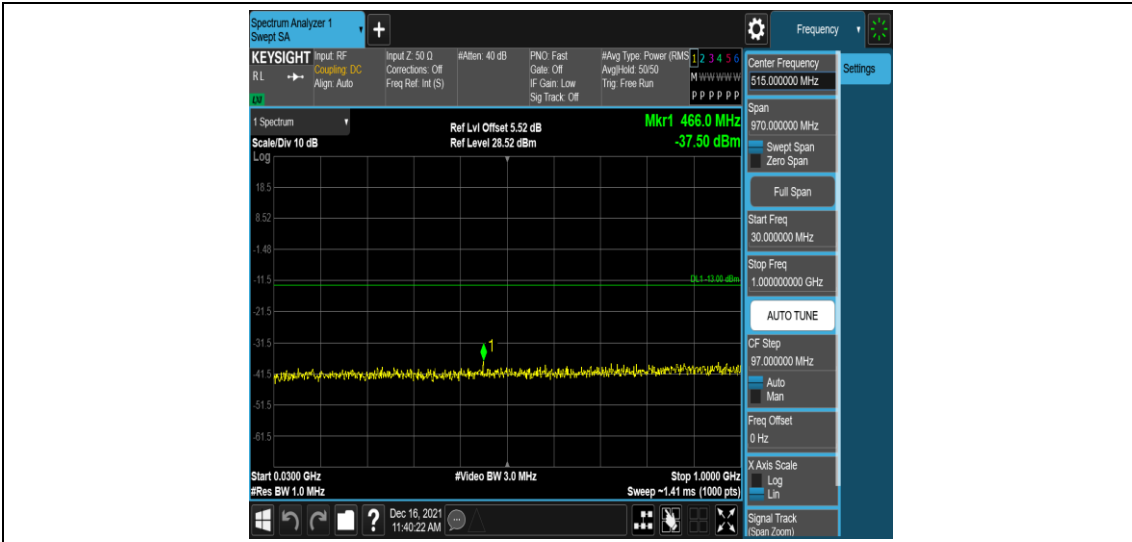 Spectrum Analyzer 1
Swept SA
+
Frequency
KEYSIGHT
RL
LXI
Input: RF
Coupling: DC
Align: Auto
Input Z: 50 Ω
Corrections: Off
Freq Ref: Int (S)
#Atten: 40 dB
PNO: Fast
Gate: Off
IF Gain: Low
Sig Track: Off
#Avg Type: Power (RMS
Avg|Hold: 50/50
Trig: Free Run
1 2 3 4 5 6
M W W W W W
P P P P P P
1 Spectrum
Scale/Div 10 dB
Ref Lvl Offset 5.52 dB
Ref Level 28.52 dBm
Mkr1 466.0 MHz
-37.50 dBm
Log
18.5
8.52
-1.48
-11.5
DL1 -13.00 dBm
-21.5
-31.5
1
-41.5
-51.5
-61.5
Start 0.0300 GHz
#Video BW 3.0 MHz
Stop 1.0000 GHz
#Res BW 1.0 MHz
Sweep ~1.41 ms (1000 pts)
?
Dec 16, 2021
11:40:22 AM
Center Frequency
515.000000 MHz
Settings
Span
970.000000 MHz
Swept Span
Zero Span
Full Span
Start Freq
30.000000 MHz
Stop Freq
1.000000000 GHz
AUTO TUNE
CF Step
97.000000 MHz
Auto
Man
Freq Offset
0 Hz
X Axis Scale
Log
Lin
Signal Track
(Span Zoom)